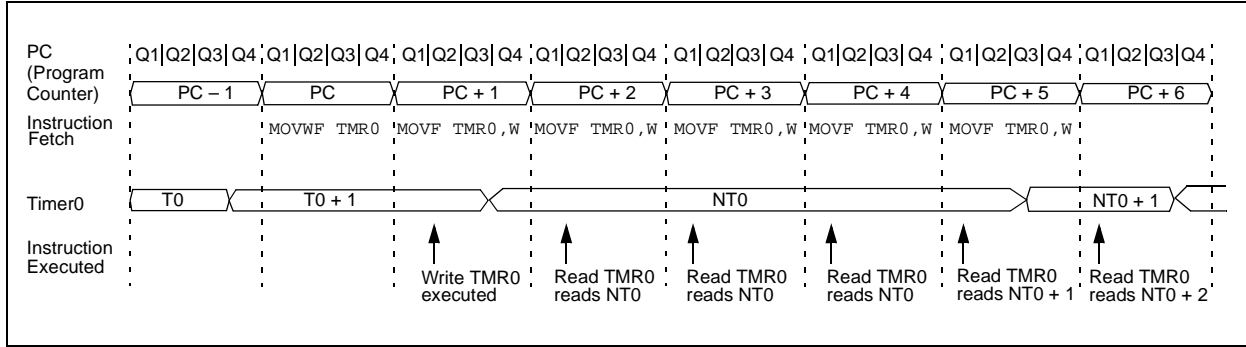 PC (Program Counter)
Q1 Q2 Q3 Q4 Q1 Q2 Q3 Q4 Q1 Q2 Q3 Q4 Q1 Q2 Q3 Q4 Q1 Q2 Q3 Q4 Q1 Q2 Q3 Q4 Q1 Q2 Q3 Q4 Q1 Q2 Q3 Q4
PC – 1 PC PC + 1 PC + 2 PC + 3 PC + 4 PC + 5 PC + 6
Instruction
Fetch
MOVWF TMR0 MOVF TMR0,W MOVF TMR0,W MOVF TMR0,W MOVF TMR0,W MOVF TMR0,W
Timer0
T0 T0 + 1 NT0 NT0 + 1
Instruction
Executed
Write TMR0
executed
Read TMR0
reads NT0
Read TMR0
reads NT0
Read TMR0
reads NT0
Read TMR0
reads NT0 + 1
Read TMR0
reads NT0 + 2